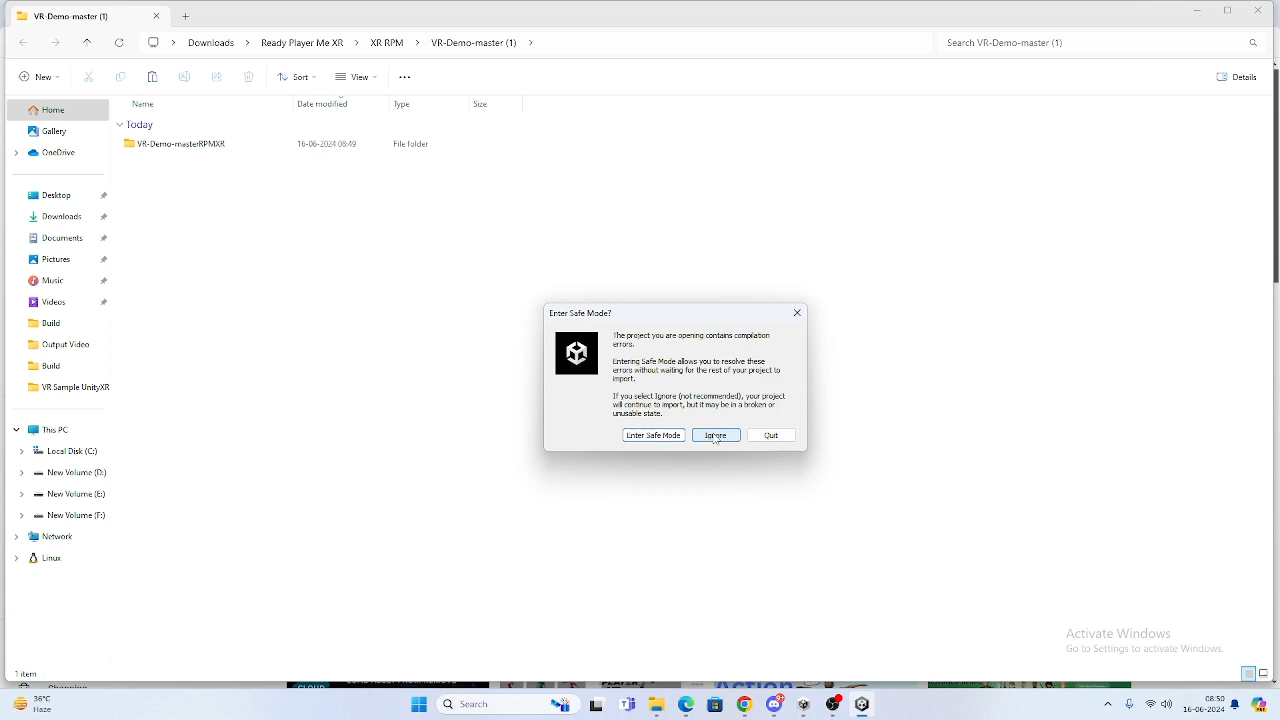 VR-Demo-master (1)
Downloads > Ready Player Me XR > XR RPM > VR-Demo-master (1) >
Search VR-Demo-master (1)
New
Sort
View
Details
Name
Date modified
Type
Size
Home
Gallery
OneDrive
Desktop
Downloads
Documents
Pictures
Music
Videos
Build
Output Video
Build
VR Sample UnityXR
This PC
Local Disk (C:)
New Volume (D:)
New Volume (E:)
New Volume (F:)
Network
Linux
Today
VR-Demo-masterRPMXR
16-06-2024 08:49
File folder
Enter Safe Mode?
The project you are opening contains compilation
errors.
Entering Safe Mode allows you to resolve these
errors without waiting for the rest of your project to
import.
If you select Ignore (not recommended), your project
will continue to import, but it may be in a broken or
unusable state.
Enter Safe Mode
Ignore
Quit
Activate Windows
Go to Settings to activate Windows.
1 item
Action
36°C
Haze
Search
08:50
16-06-2024